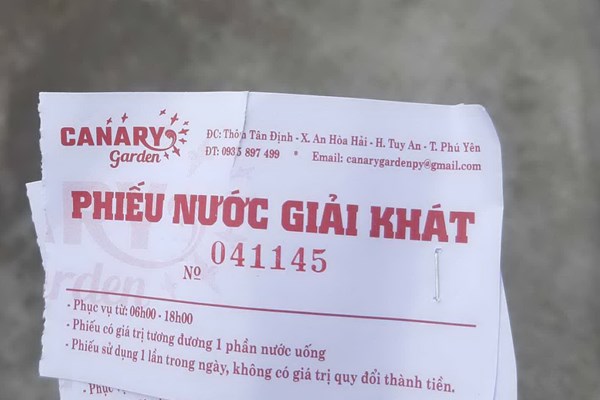 CANARY
Garden
ĐC: Thôn Tân Định - X. An Hòa Hải - H. Tuy An - T. Phú Yên
ĐT: 0935 897 499 * Email: canarygardenpy@gmail.com
PHIẾU NƯỚC GIẢI KHÁT
Nº 041145
- Phục vụ từ: 06h00 - 18h00
- Phiếu có giá trị tương đương 1 phần nước uống
- Phiếu sử dụng 1 lần trong ngày, không có giá trị quy đổi thành tiền.